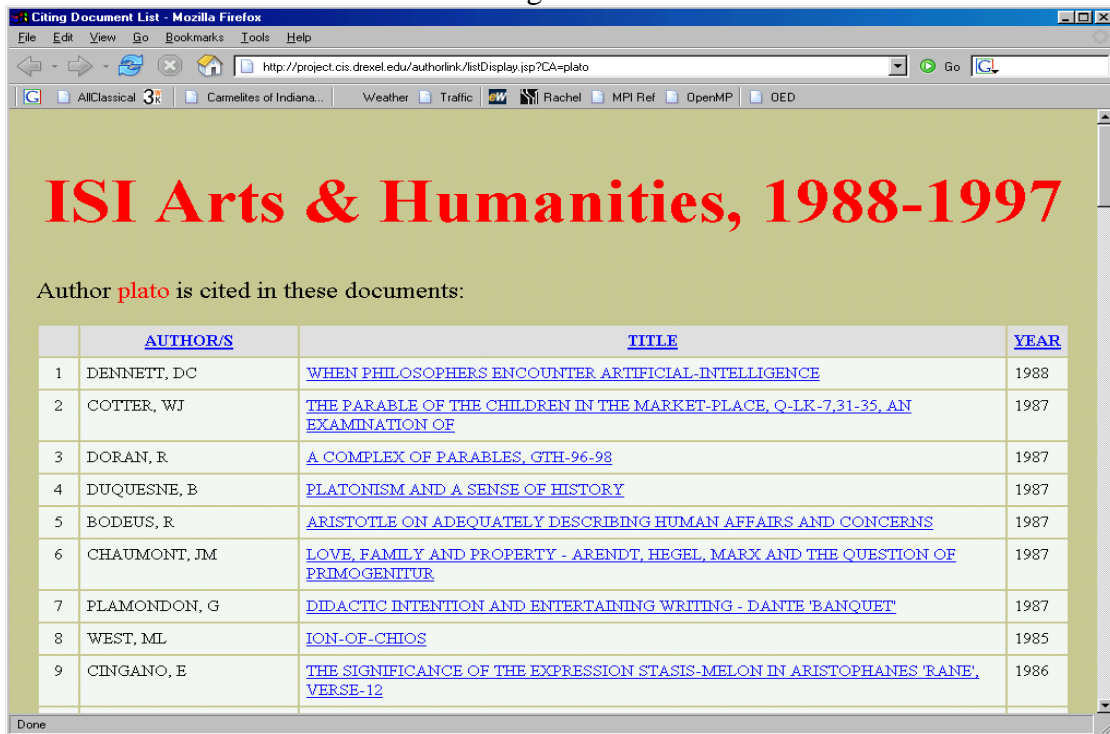 Citing Document List - Mozilla Firefox
File Edit View Go Bookmarks Tools Help
http://project.cis.drexel.edu/authorlink/listDisplay.jsp?CA=plato Go
AllClassical Carmelites of Indiana... Weather Traffic Rachel MPI Ref OpenMP OED
ISI Arts & Humanities, 1988-1997
Author plato is cited in these documents:
AUTHOR/S TITLE YEAR
1 DENNETT, DC WHEN PHILOSOPHERS ENCOUNTER ARTIFICIAL-INTELLIGENCE 1988
2 COTTER, WJ THE PARABLE OF THE CHILDREN IN THE MARKET-PLACE, Q-LK-7,31-35, AN 1987
EXAMINATION OF
3 DORAN, R A COMPLEX OF PARABLES, GTH-96-98 1987
4 DUQUESNE, B PLATONISM AND A SENSE OF HISTORY 1987
5 BODEUS, R ARISTOTLE ON ADEQUATELY DESCRIBING HUMAN AFFAIRS AND CONCERNS 1987
6 CHAUMONT, JM LOVE, FAMILY AND PROPERTY - ARENDT, HEGEL, MARX AND THE QUESTION OF 1987
PRIMOGENITUR
7 PLAMONDON, G DIDACTIC INTENTION AND ENTERTAINING WRITING - DANTE 'BANQUET' 1987
8 WEST, ML ION-OF-CHIOS 1985
9 CINGANO, E THE SIGNIFICANCE OF THE EXPRESSION STASIS-MELON IN ARISTOPHANES 'RANE', 1986
VERSE-12
Done